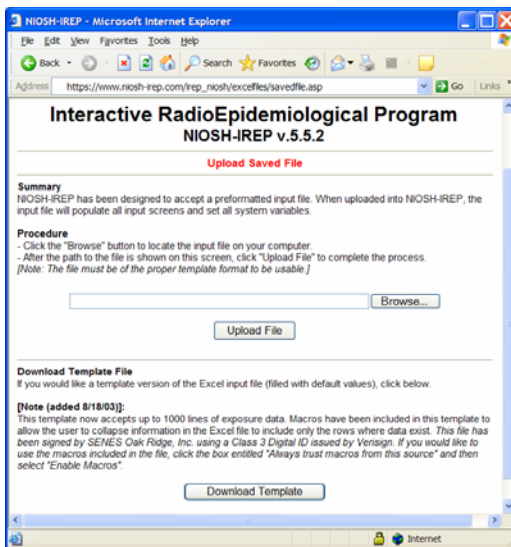 NIOSH-IREP - Microsoft Internet Explorer
File Edit View Favorites Tools Help
Back Search Favorites
Address https://www.niosh-irep.com/irep_niosh/excelfiles/savedfile.asp Go Links »
Interactive RadioEpidemiological Program
NIOSH-IREP v.5.5.2
Upload Saved File
Summary
NIOSH-IREP has been designed to accept a preformatted input file. When uploaded into NIOSH-IREP, the
input file will populate all input screens and set all system variables.
Procedure
- Click the "Browse" button to locate the input file on your computer.
- After the path to the file is shown on this screen, click "Upload File" to complete the process.
[Note: The file must be of the proper template format to be usable.]
Browse...
Upload File
Download Template File
If you would like a template version of the Excel input file (filled with default values), click below.
[Note (added 8/18/03)]:
This template now accepts up to 1000 lines of exposure data. Macros have been included in this template to
allow the user to collapse information in the Excel file to include only the rows where data exist. This file has
been signed by SENES Oak Ridge, Inc. using a Class 3 Digital ID issued by Verisign. If you would like to
use the macros included in the file, click the box entitled "Always trust macros from this source" and then
select "Enable Macros".
Download Template
Internet